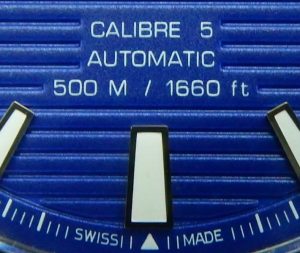 CALIBRE 5
AUTOMATIC
500 M / 1660 ft
SWISS MADE